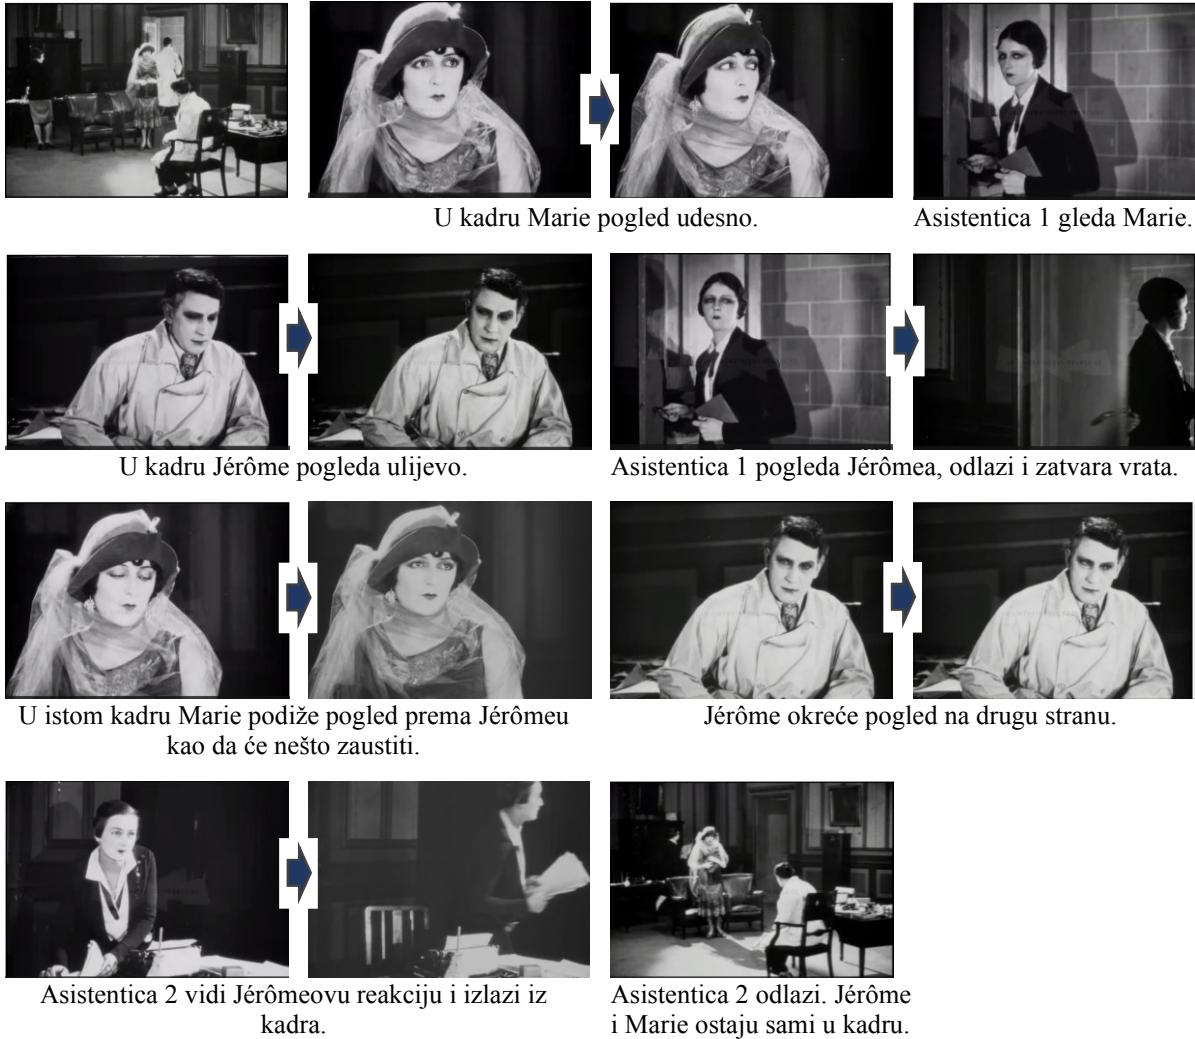 U kadru Marie pogled udesno.
Asistentica 1 gleda Marie.
U kadru Jérôme pogleda ulijevo.
Asistentica 1 pogleda Jérômea, odlazi i zatvara vrata.
U istom kadru Marie podiže pogled prema Jérômeu
kao da će nešto zaustiti.
Jérôme okreće pogled na drugu stranu.
Asistentica 2 vidi Jérômeovu reakciju i izlazi iz
kadra.
Asistentica 2 odlazi. Jérôme
i Marie ostaju sami u kadru.